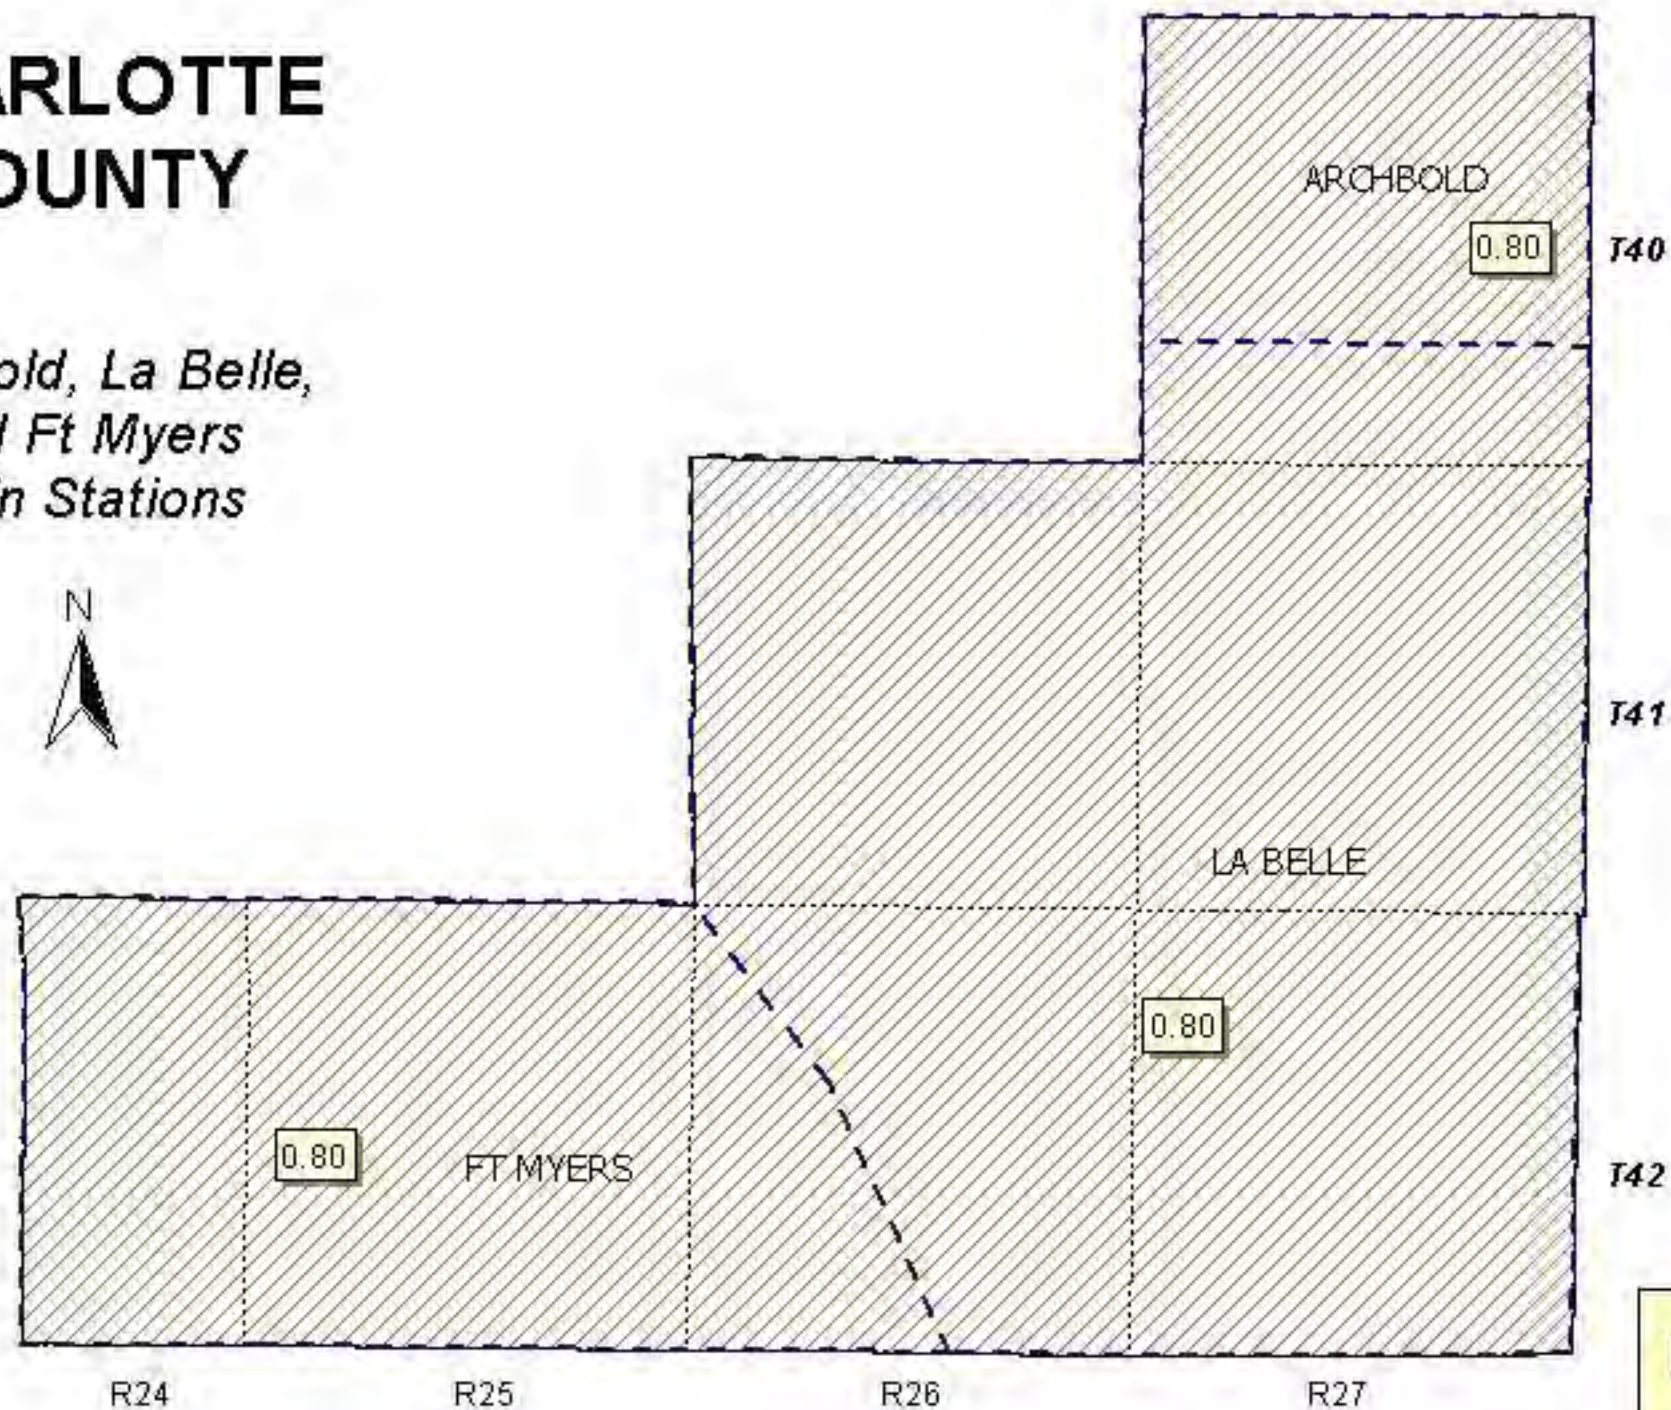 ARLOTTE
OUNTY
old, La Belle,
Ft Myers
in Stations
N
ARCHBOLD
0.80
T40
T41
LA BELLE
0.80
0.80
FT MYERS
T42
R24
R25
R26
R27